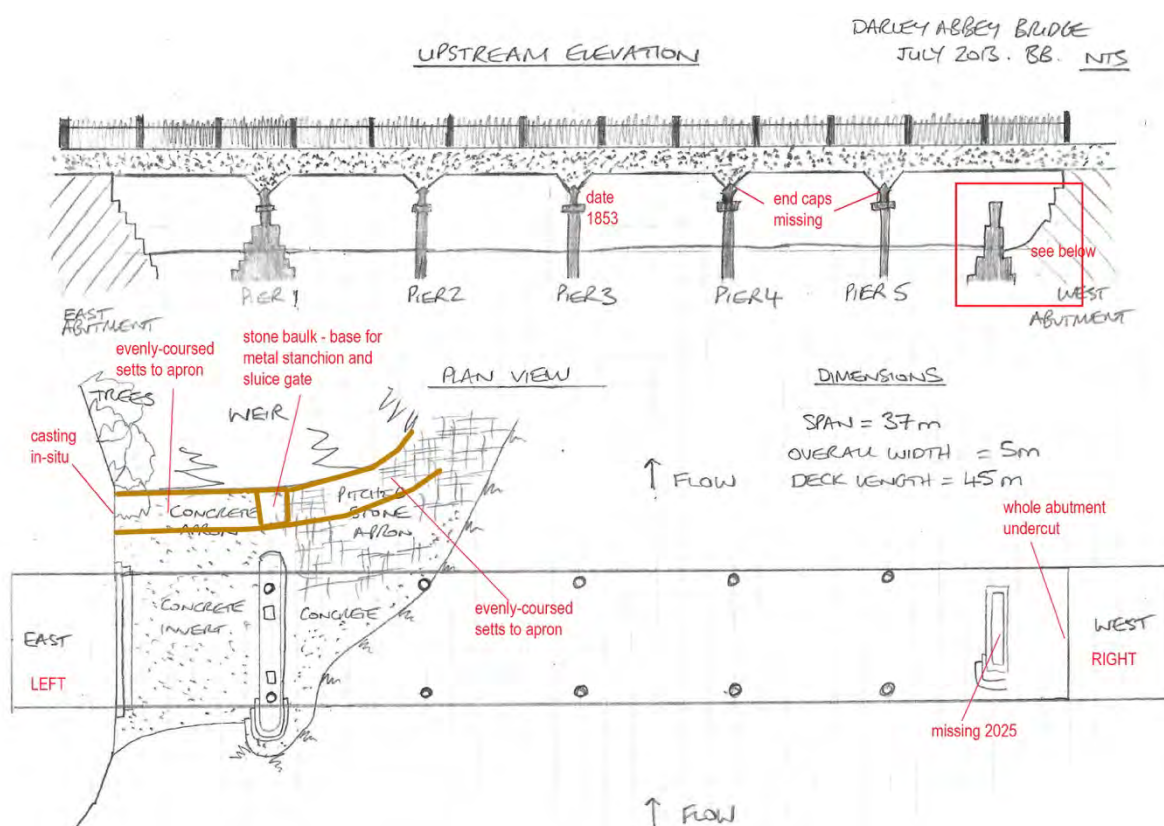 DARLEY ABBEY BRIDGE
JULY 2013. BB. NTS
UPSTREAM ELEVATION
date
1853
end caps
missing
see below
PIER 1
PIER 2
PIER 3
PIER 4
PIER 5
EAST
ABUTMENT
WEST
ABUTMENT
evenly-coursed
setts to apron
stone baulk - base for
metal stanchion and
sluice gate
PLAN VIEW
DIMENSIONS
TREES
WEIR
SPAN = 37m
OVERALL WIDTH = 5m
DECK LENGTH = 45m
casting
in-situ
↑ FLOW
CONCRETE
APRON
PITCHED
STONE
APRON
whole abutment
undercut
CONCRETE
INVERT
CONCRETE
evenly-coursed
setts to apron
EAST
LEFT
WEST
RIGHT
missing 2025
↑ FLOW